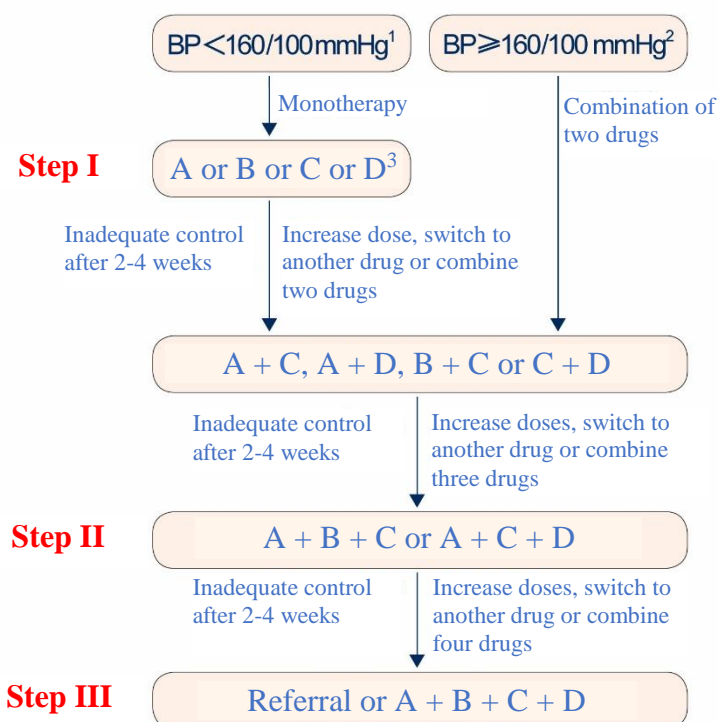 BP<160/100mmHg¹
BP≥160/100 mmHg²
Monotherapy
Combination of
two drugs
Step I
A or B or C or D³
Inadequate control
after 2-4 weeks
Increase dose, switch to
another drug or combine
two drugs
A + C, A + D, B + C or C + D
Inadequate control
after 2-4 weeks
Increase doses, switch to
another drug or combine
three drugs
Step II
A + B + C or A + C + D
Inadequate control
after 2-4 weeks
Increase doses, switch to
another drug or combine
four drugs
Step III
Referral or A + B + C + D